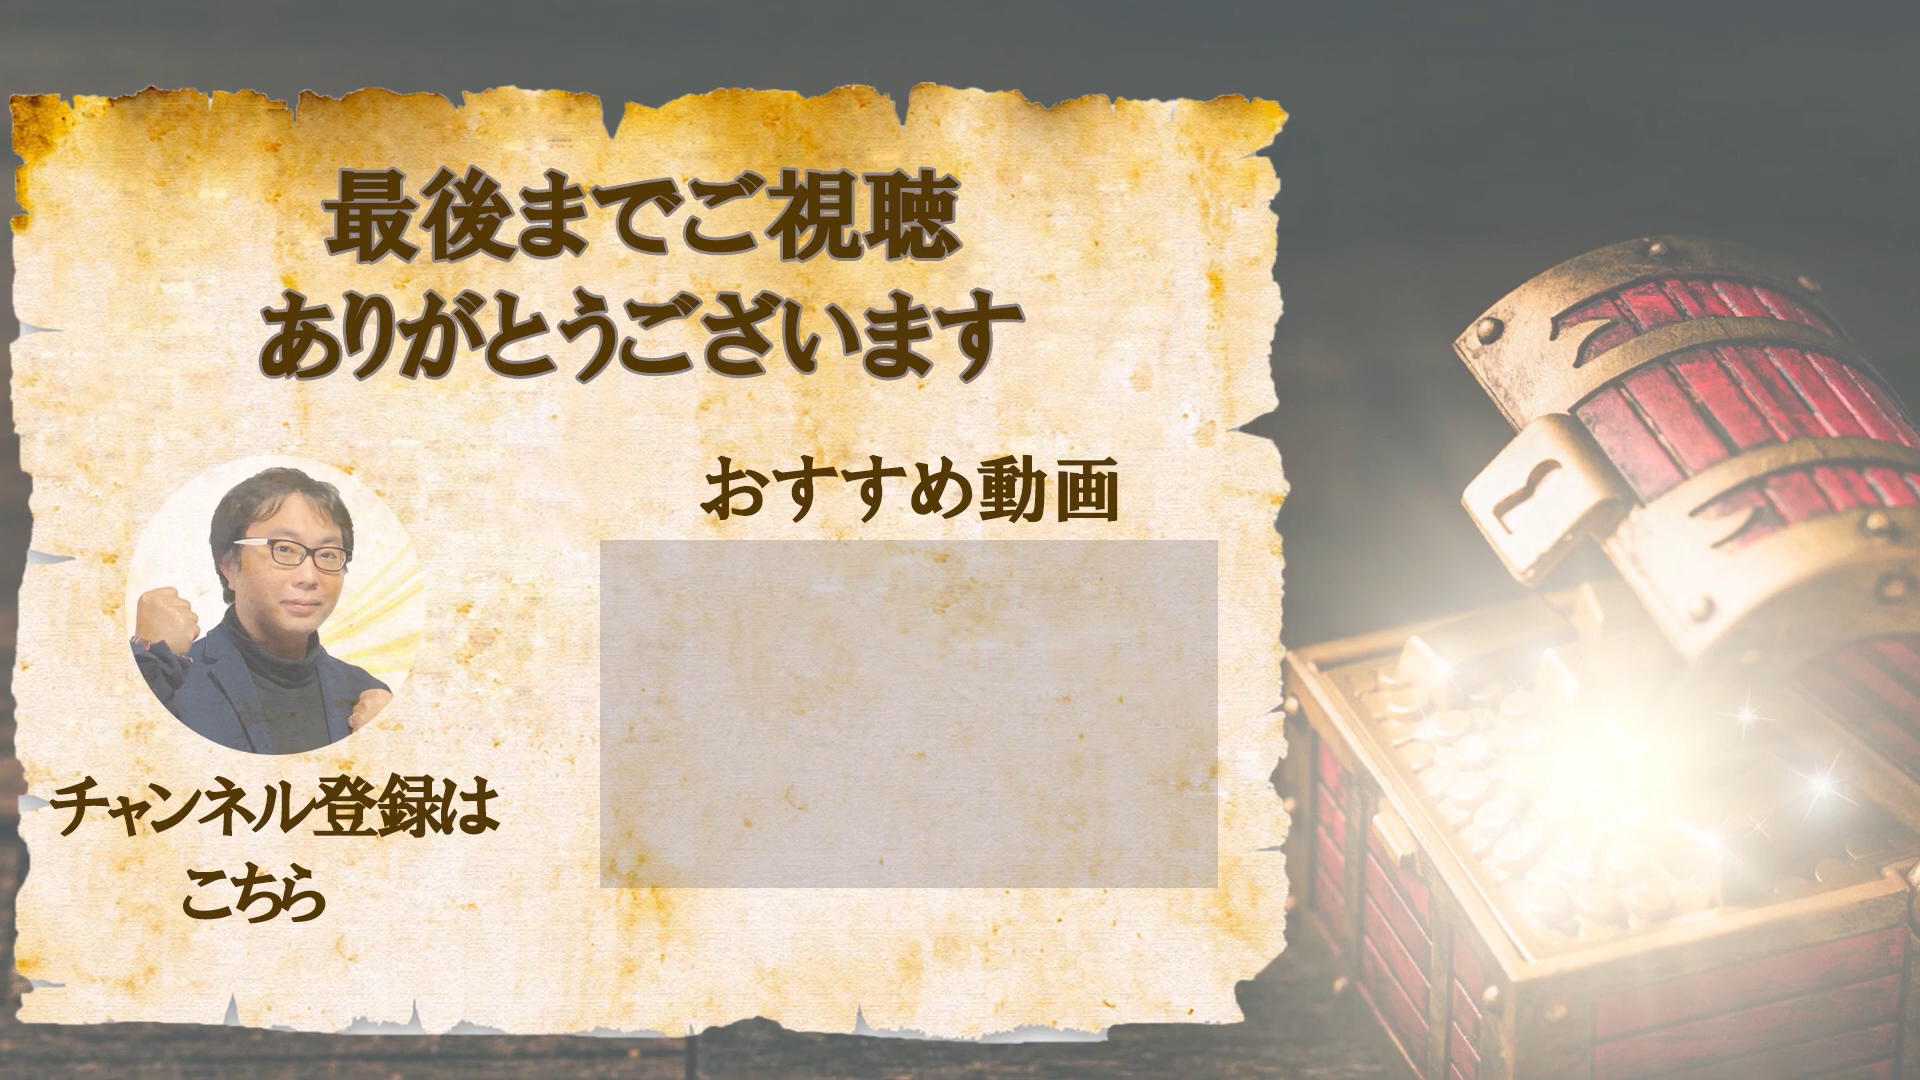 最後までご視聴
ありがとうございます
おすすめ動画
チャンネル登録は
こちら